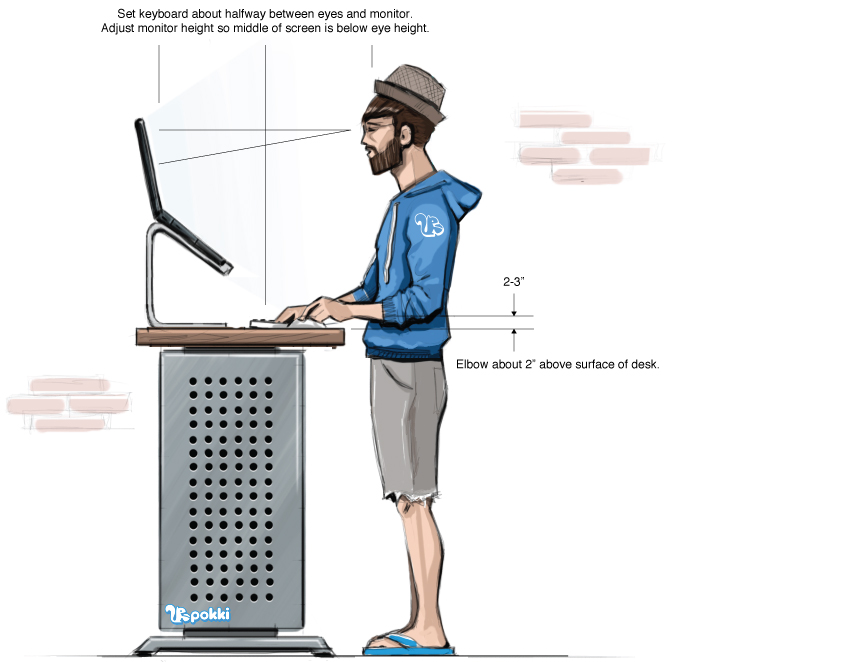 Set keyboard about halfway between eyes and monitor.
Adjust monitor height so middle of screen is below eye height.
2-3”
Elbow about 2” above surface of desk.
pokki